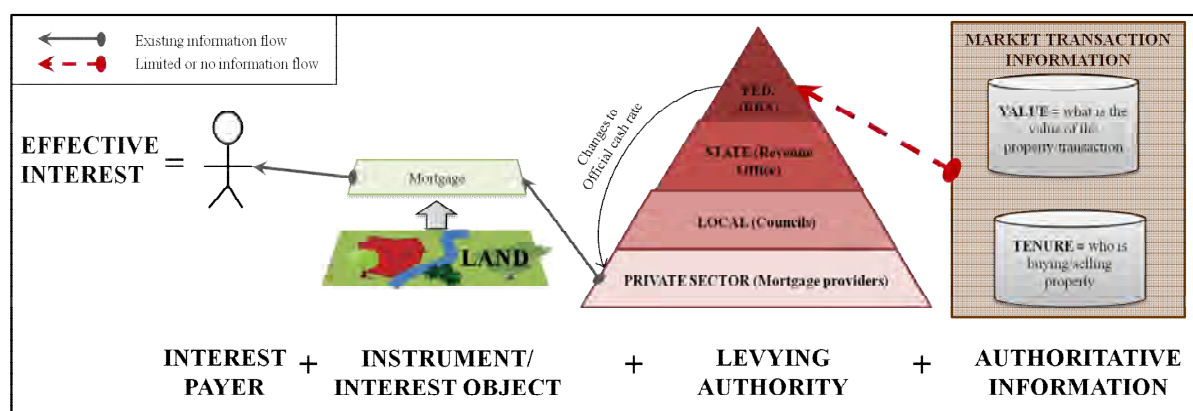 Existing information flow
Limited or no information flow
MARKET TRANSACTION
INFORMATION
VALUE = what is the
value of the
property/transaction
TENURE = who is
buying/selling
property
EFFECTIVE
INTEREST
=
Mortgage
LAND
Changes to
Official cash rate
FED.
(RBA)
STATE (Revenue
Office)
LOCAL (Councils)
PRIVATE SECTOR (Mortgage providers)
INTEREST
PAYER
+
INSTRUMENT/
INTEREST OBJECT
+
LEVYING
AUTHORITY
+
AUTHORITATIVE
INFORMATION